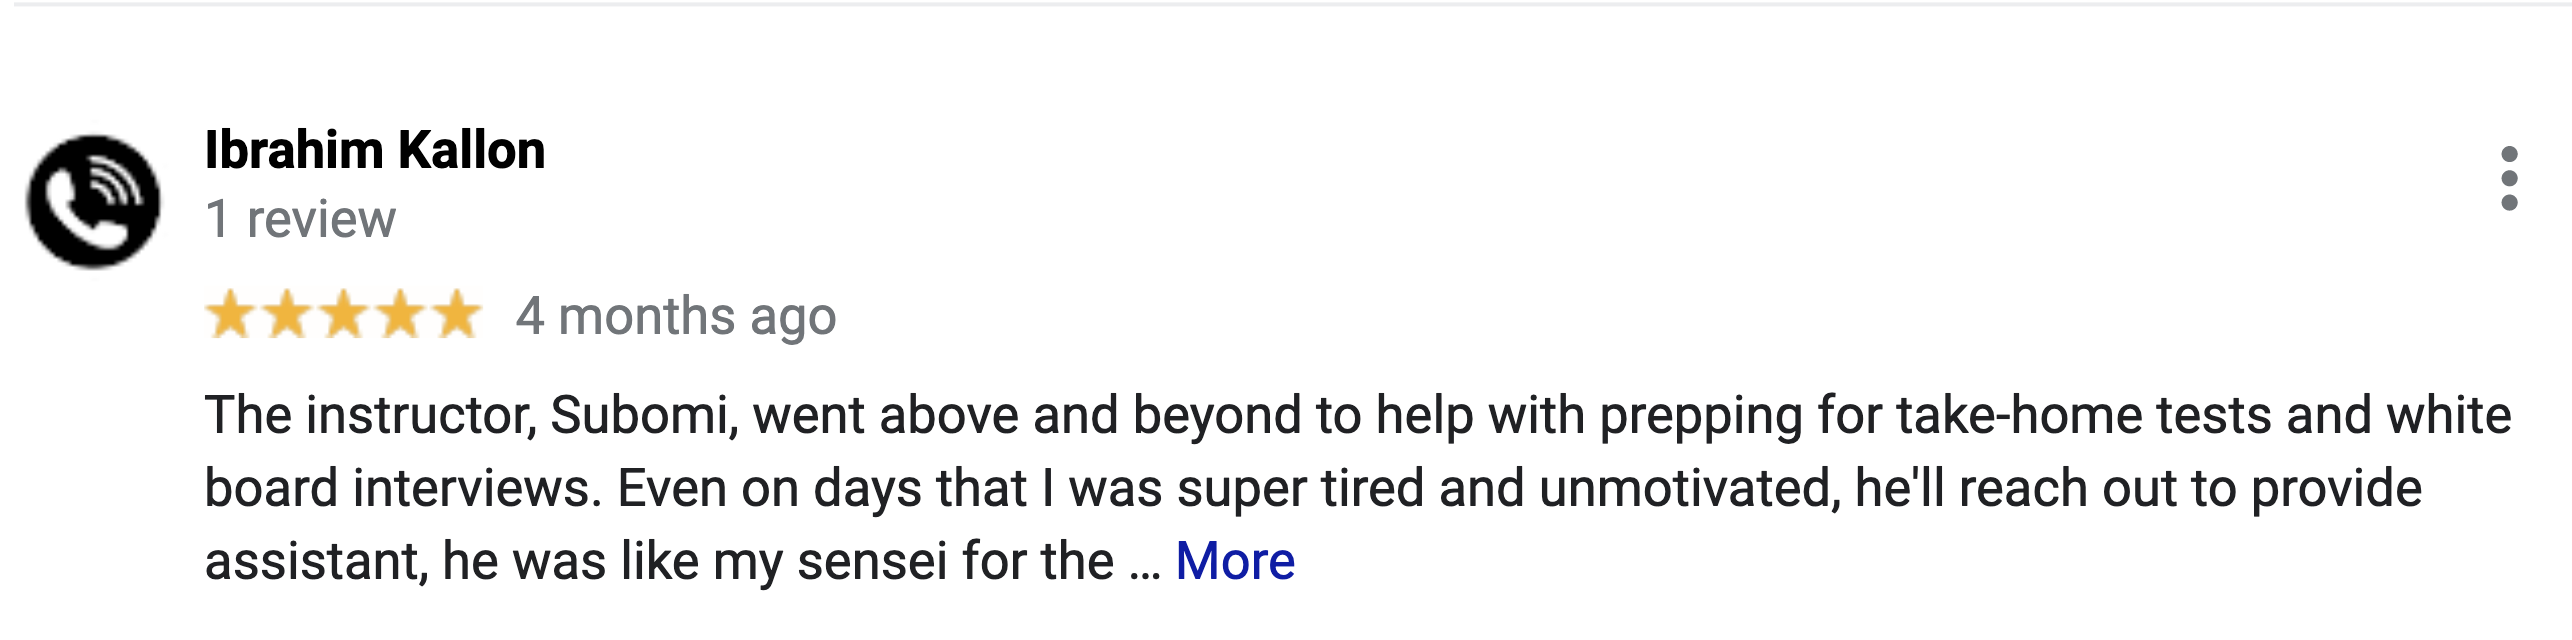 Ibrahim Kallon
1 review
4 months ago
The instructor, Subomi, went above and beyond to help with prepping for take-home tests and white
board interviews. Even on days that I was super tired and unmotivated, he'll reach out to provide
assistant, he was like my sensei for the ... More